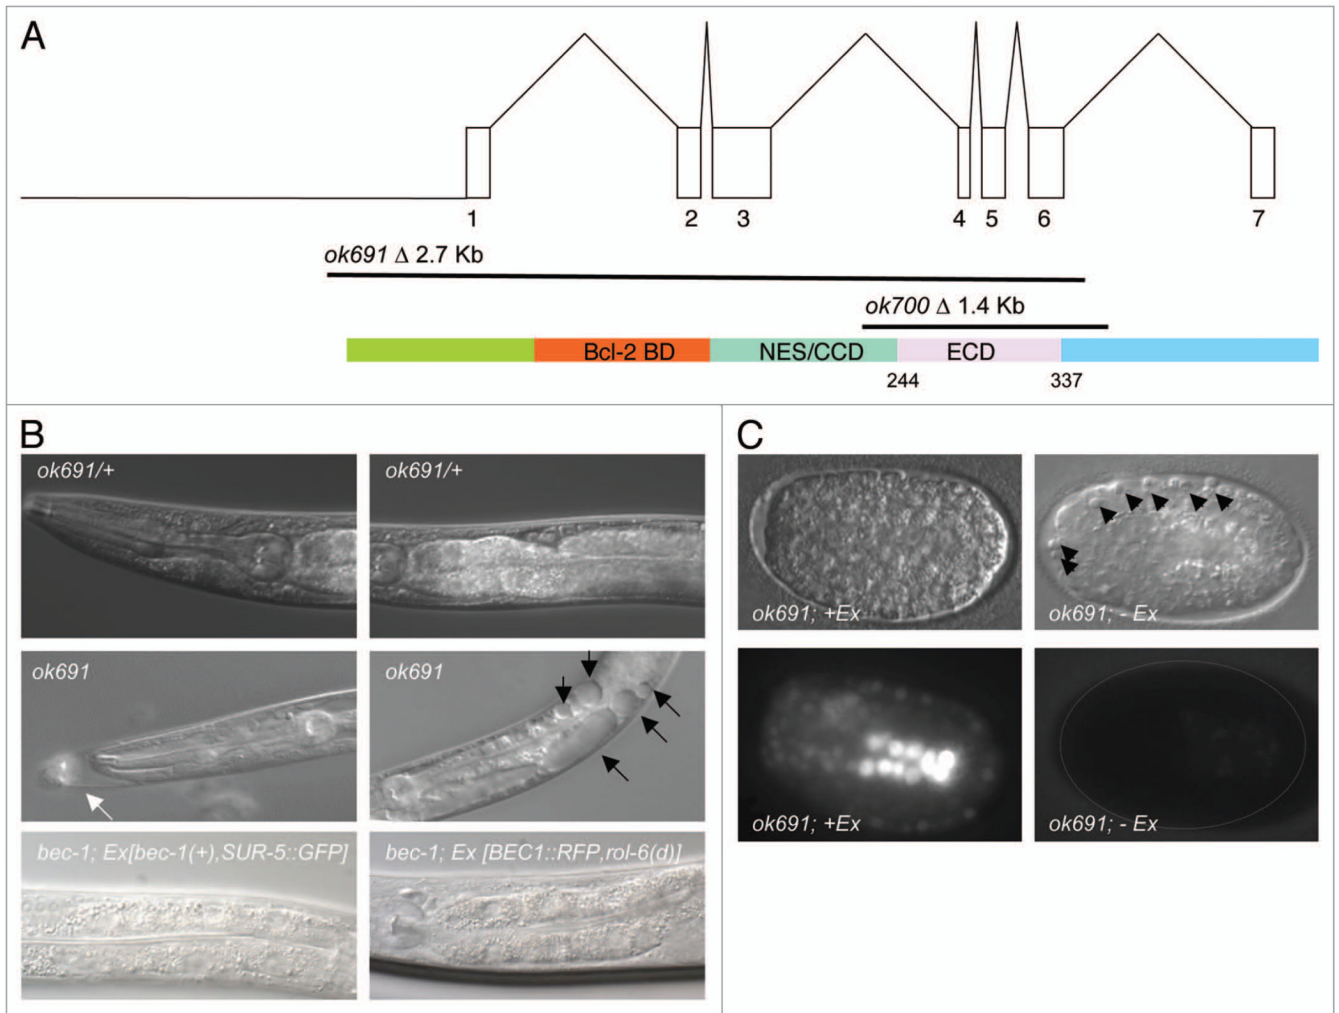 A
1 2 3 4 5 6 7
ok691 Δ 2.7 Kb
ok700 Δ 1.4 Kb
Bcl-2 BD NES/CCD ECD
244 337
B
ok691/+ ok691/+
ok691 ok691
bec-1; Ex[bec-1(+),SUR-5::GFP] bec-1; Ex [BEC1::RFP,rol-6(d)]
C
ok691; +Ex ok691; - Ex
ok691; +Ex ok691; - Ex